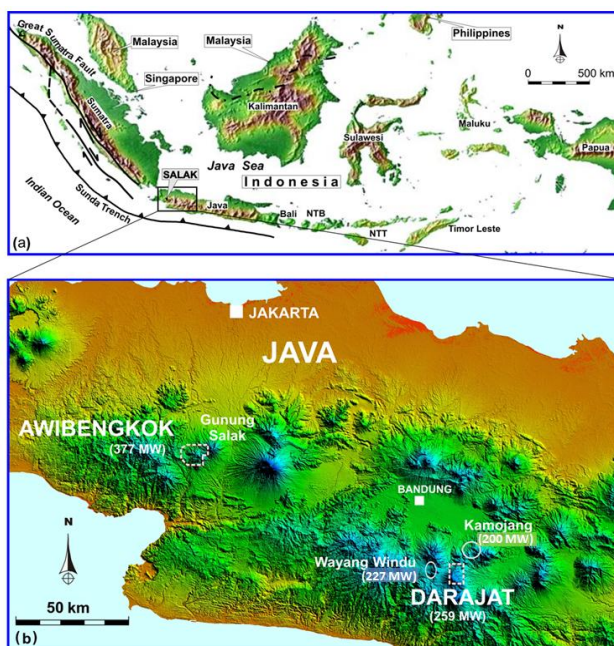 Great Sumatra Fault
Malaysia
Malaysia
Philippines
N
0 500 km
Singapore
Sumatra
Kalimantan
Sulawesi
Maluku
Papua
Java Sea
Indonesia
SALAK
Indian Ocean
Sunda Trench
Java
Bali
NTB
NTT
Timor Leste
(a)
JAKARTA
JAVA
AWIBENGKOK
(377 MW)
Gunung
Salak
BANDUNG
Kamojang
(200 MW)
N
Wayang Windu
(227 MW)
DARAJAT
(259 MW)
50 km
(b)